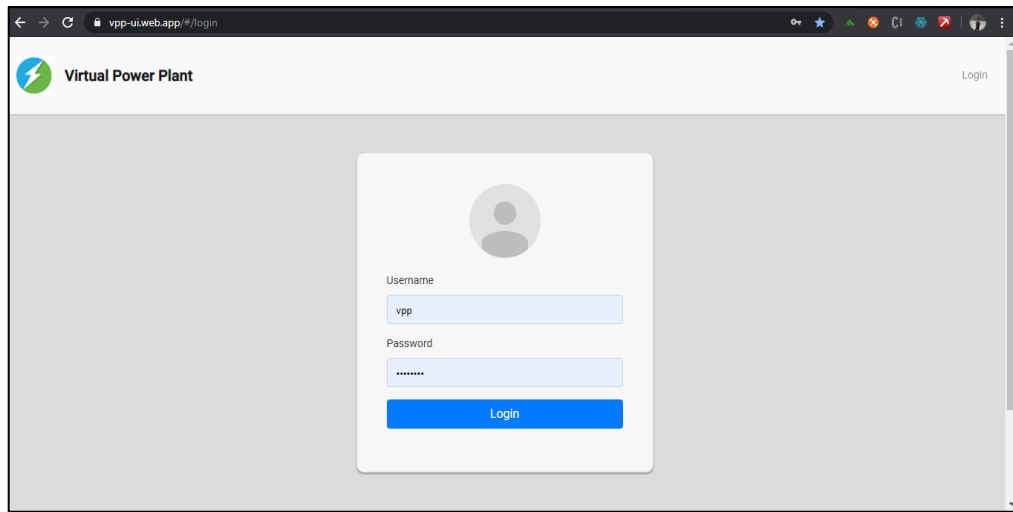 vpp-ui.web.app/#/login
Virtual Power Plant
Login
Username
vpp
Password
••••••••
Login